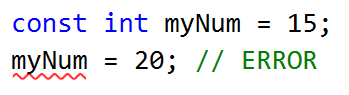 const int myNum = 15;
myNum = 20; // ERROR